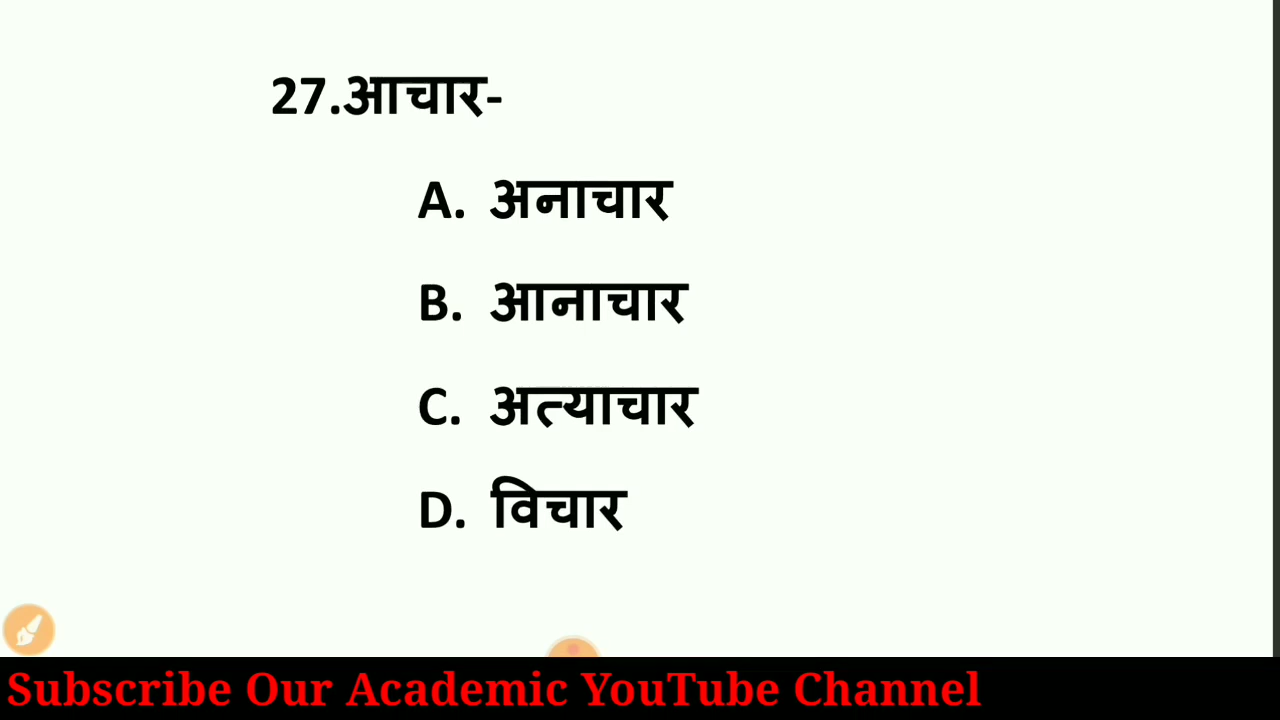 27.आचार-
A. अनाचार
B. आनाचार
C. अत्याचार
D. विचार
Subscribe Our Academic YouTube Channel